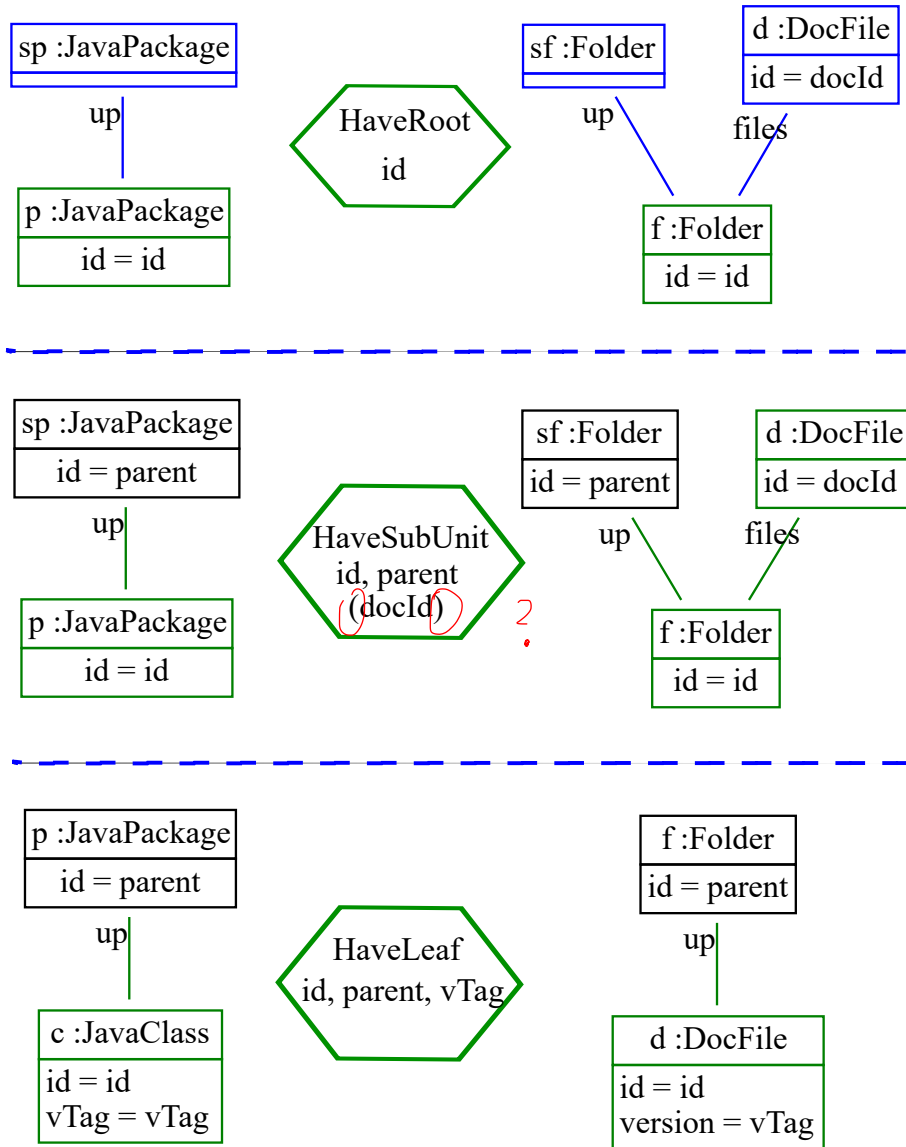 sp :JavaPackage
up
p :JavaPackage
id = id
HaveRoot
id
sf :Folder
d :DocFile
id = docId
up
files
f :Folder
id = id
sp :JavaPackage
id = parent
up
p :JavaPackage
id = id
HaveSubUnit
id, parent
(docId)
?
sf :Folder
id = parent
d :DocFile
id = docId
up
files
f :Folder
id = id
p :JavaPackage
id = parent
up
c :JavaClass
id = id
vTag = vTag
HaveLeaf
id, parent, vTag
f :Folder
id = parent
up
d :DocFile
id = id
version = vTag